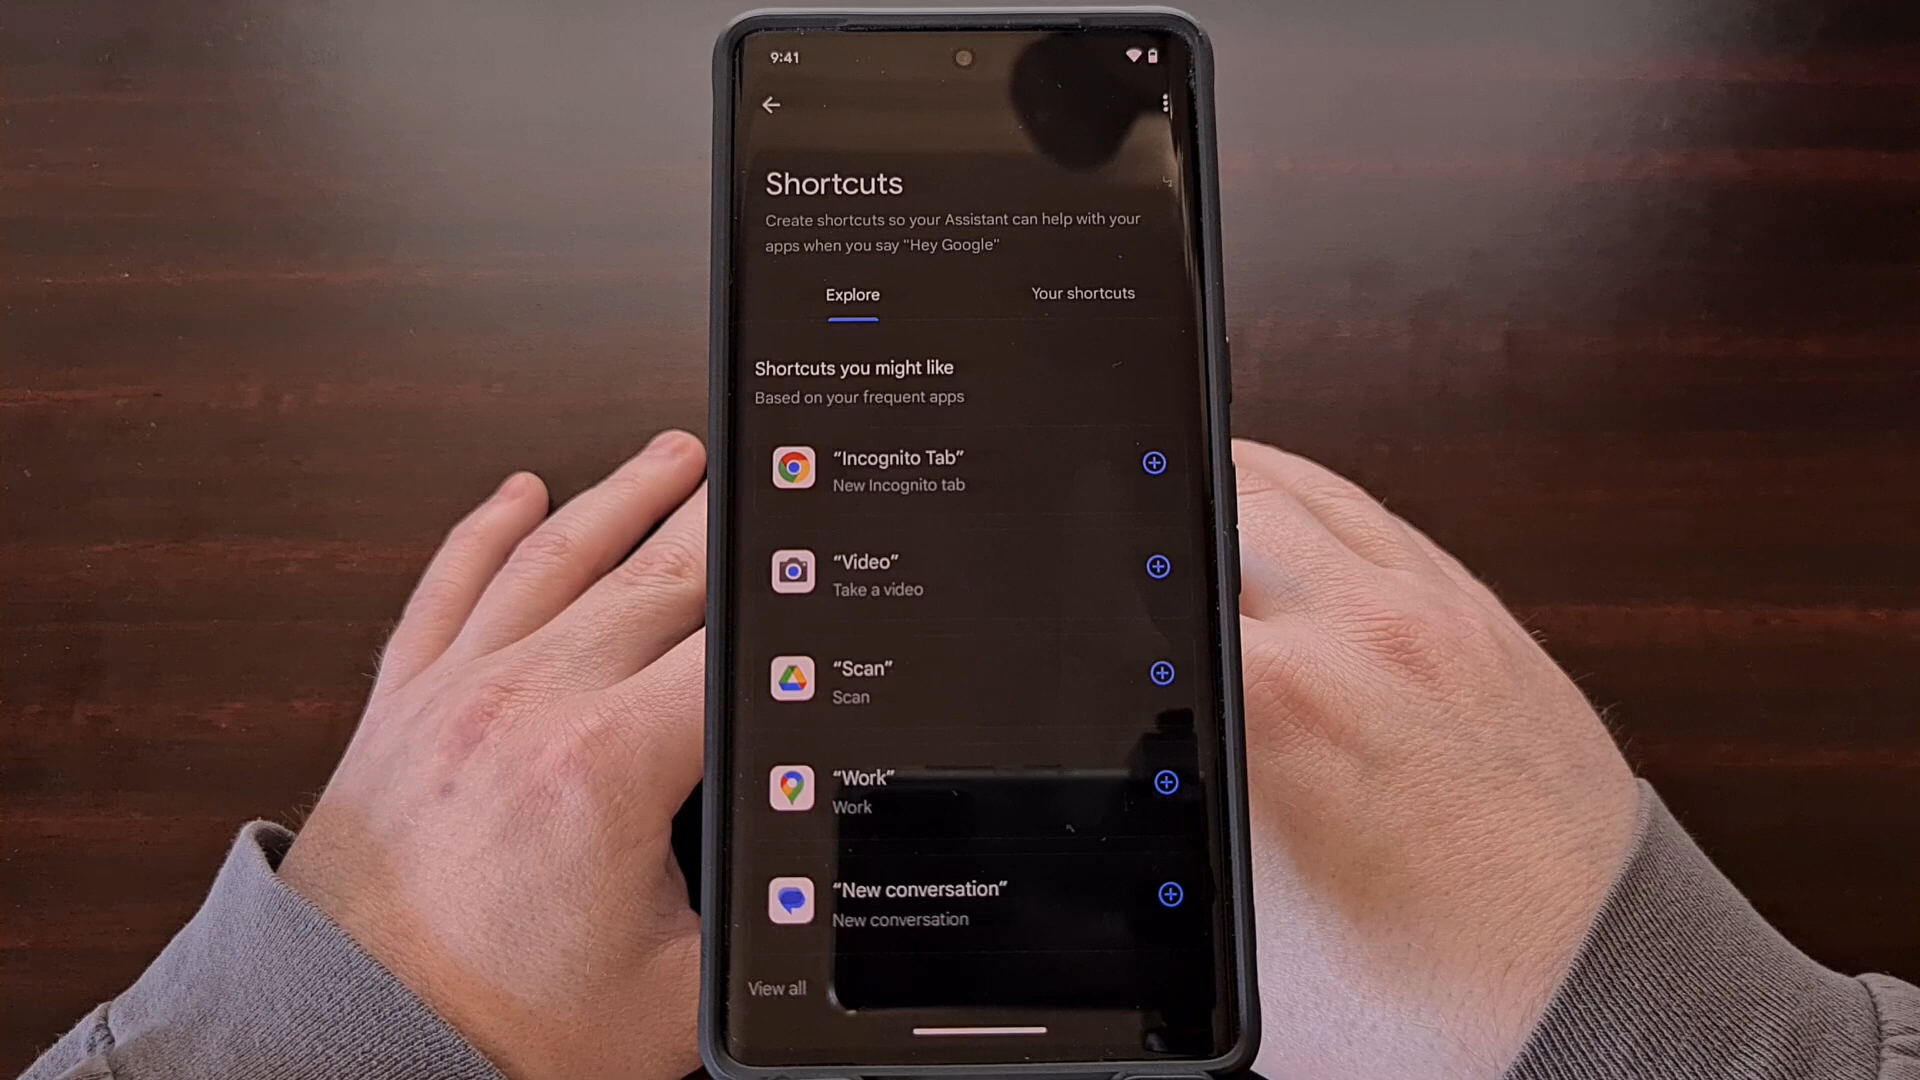 9:41
Shortcuts
Create shortcuts so your Assistant can help with your
apps when you say "Hey Google"
Explore
Your shortcuts
Shortcuts you might like
Based on your frequent apps
“Incognito Tab”
New Incognito tab
“Video”
Take a video
“Scan”
Scan
“Work”
Work
“New conversation”
New conversation
View all